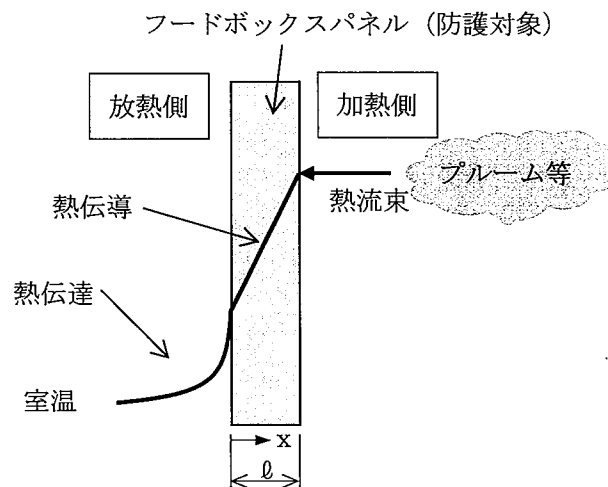 フードボックスパネル（防護対象）
放熱側
加熱側
プルーム等
熱流束
熱伝導
熱伝達
室温
x
ℓ